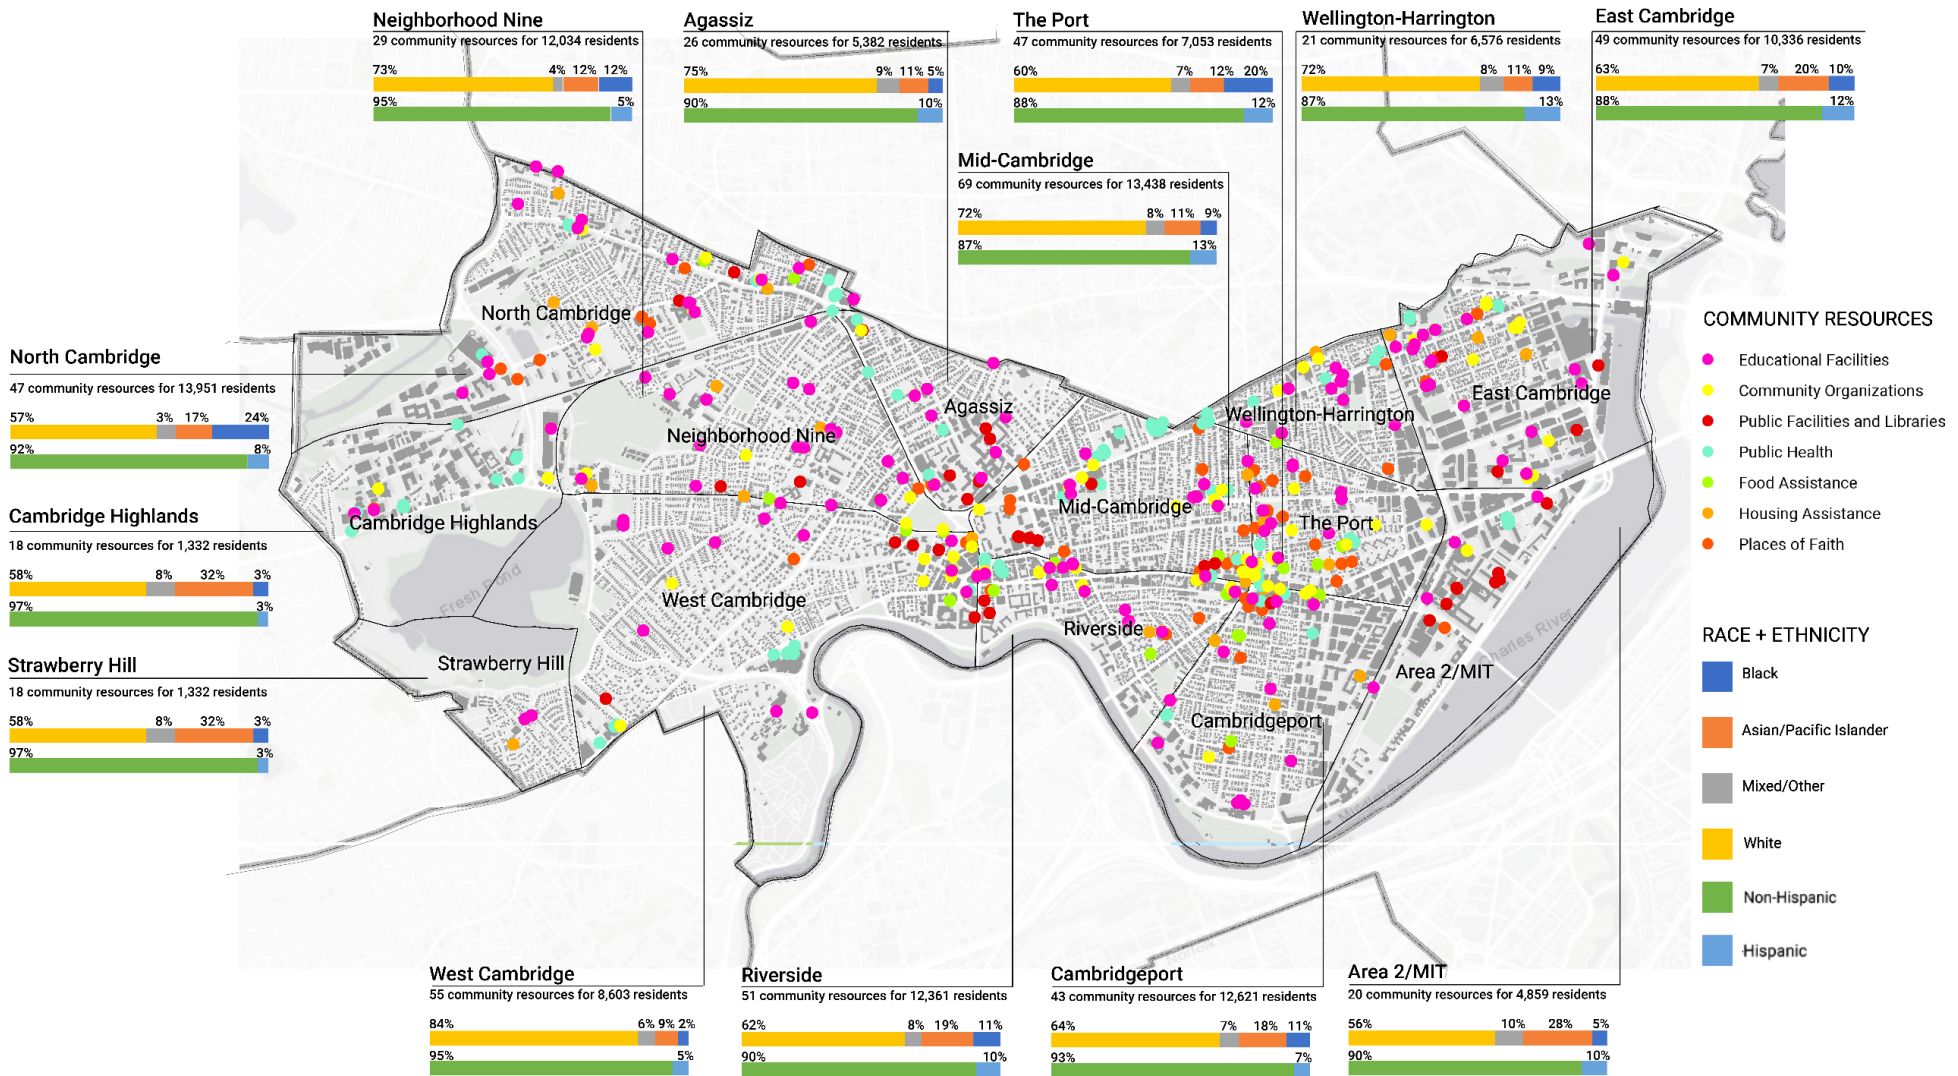 Neighborhood Nine
29 community resources for 12,034 residents
73% 4% 12% 12%
95% 5%
Agassiz
26 community resources for 5,382 residents
75% 9% 11% 5%
90% 10%
The Port
47 community resources for 7,053 residents
60% 7% 12% 20%
88% 12%
Wellington-Harrington
21 community resources for 6,576 residents
72% 8% 11% 9%
87% 13%
East Cambridge
49 community resources for 10,336 residents
63% 7% 20% 10%
88% 12%
Mid-Cambridge
69 community resources for 13,438 residents
72% 8% 11% 9%
87% 13%
North Cambridge
47 community resources for 13,951 residents
57% 3% 17% 24%
92% 8%
Cambridge Highlands
18 community resources for 1,332 residents
58% 8% 32% 3%
97% 3%
Strawberry Hill
18 community resources for 1,332 residents
58% 8% 32% 3%
97% 3%
North Cambridge
Neighborhood Nine
Agassiz
Wellington-Harrington
East Cambridge
Cambridge Highlands
Mid-Cambridge
The Port
Fresh Pond
West Cambridge
Strawberry Hill
Riverside
Area 2/MIT
Charles River
Cambridgeport
COMMUNITY RESOURCES
Educational Facilities
Community Organizations
Public Facilities and Libraries
Public Health
Food Assistance
Housing Assistance
Places of Faith
RACE + ETHNICITY
Black
Asian/Pacific Islander
Mixed/Other
White
Non-Hispanic
Hispanic
West Cambridge
55 community resources for 8,603 residents
84% 6% 9% 2%
95% 5%
Riverside
51 community resources for 12,361 residents
62% 8% 19% 11%
90% 10%
Cambridgeport
43 community resources for 12,621 residents
64% 7% 18% 11%
93% 7%
Area 2/MIT
20 community resources for 4,859 residents
56% 10% 28% 5%
90% 10%